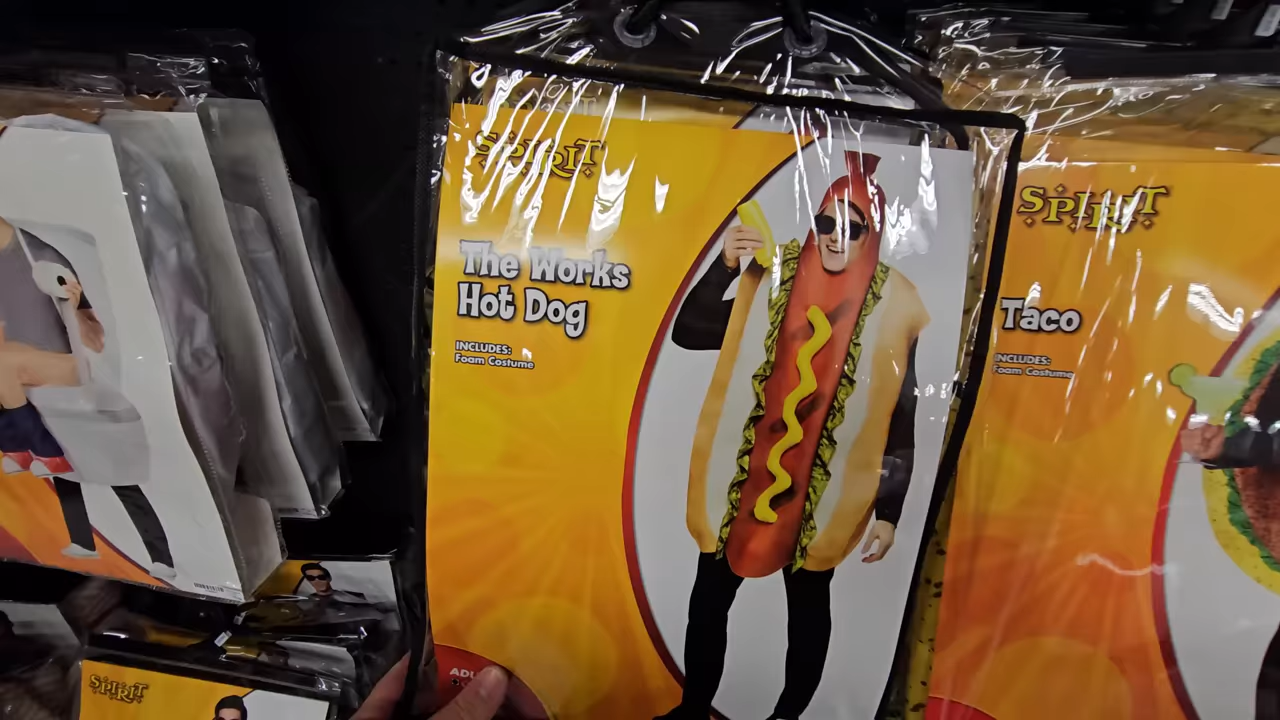 SPIRIT
The Works
Hot Dog
INCLUDES:
Foam Costume
SPIRIT
Taco
INCLUDES:
Foam Costume
SPIRIT